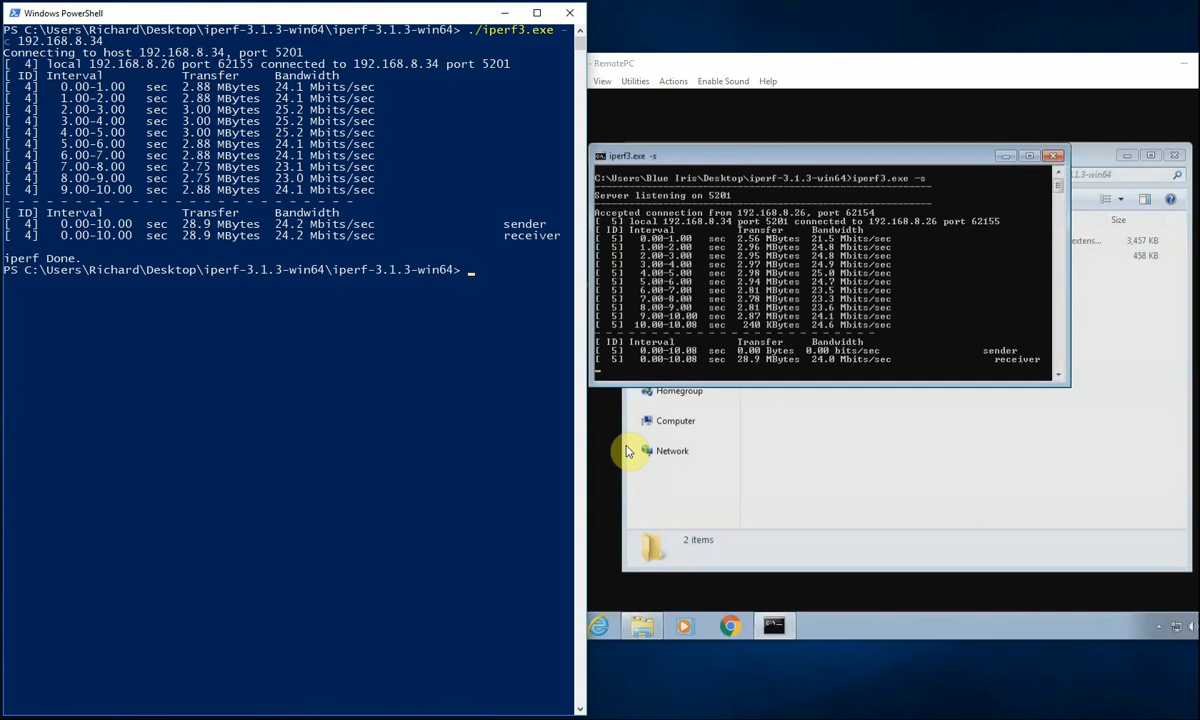 Windows PowerShell
PS C:\Users\Richard\Desktop\iperf-3.1.3-win64\iperf-3.1.3-win64> ./iperf3.exe -
c 192.168.8.34
Connecting to host 192.168.8.34, port 5201
[  4] local 192.168.8.26 port 62155 connected to 192.168.8.34 port 5201
[ ID] Interval           Transfer     Bandwidth
[  4]   0.00-1.00   sec  2.88 MBytes  24.1 Mbits/sec
[  4]   1.00-2.00   sec  2.88 MBytes  24.1 Mbits/sec
[  4]   2.00-3.00   sec  3.00 MBytes  25.2 Mbits/sec
[  4]   3.00-4.00   sec  3.00 MBytes  25.2 Mbits/sec
[  4]   4.00-5.00   sec  3.00 MBytes  25.2 Mbits/sec
[  4]   5.00-6.00   sec  2.88 MBytes  24.1 Mbits/sec
[  4]   6.00-7.00   sec  2.88 MBytes  24.1 Mbits/sec
[  4]   7.00-8.00   sec  2.75 MBytes  23.1 Mbits/sec
[  4]   8.00-9.00   sec  2.75 MBytes  23.0 Mbits/sec
[  4]   9.00-10.00  sec  2.88 MBytes  24.1 Mbits/sec
- - - - - - - - - - - - - - - - - - - - - - - - -
[ ID] Interval           Transfer     Bandwidth
[  4]   0.00-10.00  sec  28.9 MBytes  24.2 Mbits/sec                  sender
[  4]   0.00-10.00  sec  28.9 MBytes  24.2 Mbits/sec                  receiver
iperf Done.
PS C:\Users\Richard\Desktop\iperf-3.1.3-win64\iperf-3.1.3-win64>
- RemotePC
View Utilities Actions Enable Sound Help
iperf3.exe -s
C:\Users\Blue Iris\Desktop\iperf-3.1.3-win64>iperf3.exe -s
-----------------------------------------------------------
Server listening on 5201
-----------------------------------------------------------
Accepted connection from 192.168.8.26, port 62154
[  5] local 192.168.8.34 port 5201 connected to 192.168.8.26 port 62155
[ ID] Interval           Transfer     Bandwidth
[  5]   0.00-1.00   sec  2.56 MBytes  21.5 Mbits/sec
[  5]   1.00-2.00   sec  2.96 MBytes  24.8 Mbits/sec
[  5]   2.00-3.00   sec  2.95 MBytes  24.8 Mbits/sec
[  5]   3.00-4.00   sec  2.97 MBytes  24.9 Mbits/sec
[  5]   4.00-5.00   sec  2.98 MBytes  25.0 Mbits/sec
[  5]   5.00-6.00   sec  2.94 MBytes  24.7 Mbits/sec
[  5]   6.00-7.00   sec  2.81 MBytes  23.5 Mbits/sec
[  5]   7.00-8.00   sec  2.78 MBytes  23.3 Mbits/sec
[  5]   8.00-9.00   sec  2.81 MBytes  23.6 Mbits/sec
[  5]   9.00-10.00  sec  2.87 MBytes  24.1 Mbits/sec
[  5]  10.00-10.08  sec   240 KBytes  24.6 Mbits/sec
- - - - - - - - - - - - - - - - - - - - - - - - -
[ ID] Interval           Transfer     Bandwidth
[  5]   0.00-10.08  sec  0.00 Bytes  0.00 bits/sec                  sender
[  5]   0.00-10.08  sec  28.9 MBytes  24.0 Mbits/sec                  receiver
.1.3-win64
Size
extens... 3,457 KB
458 KB
Homegroup
Computer
Network
2 items